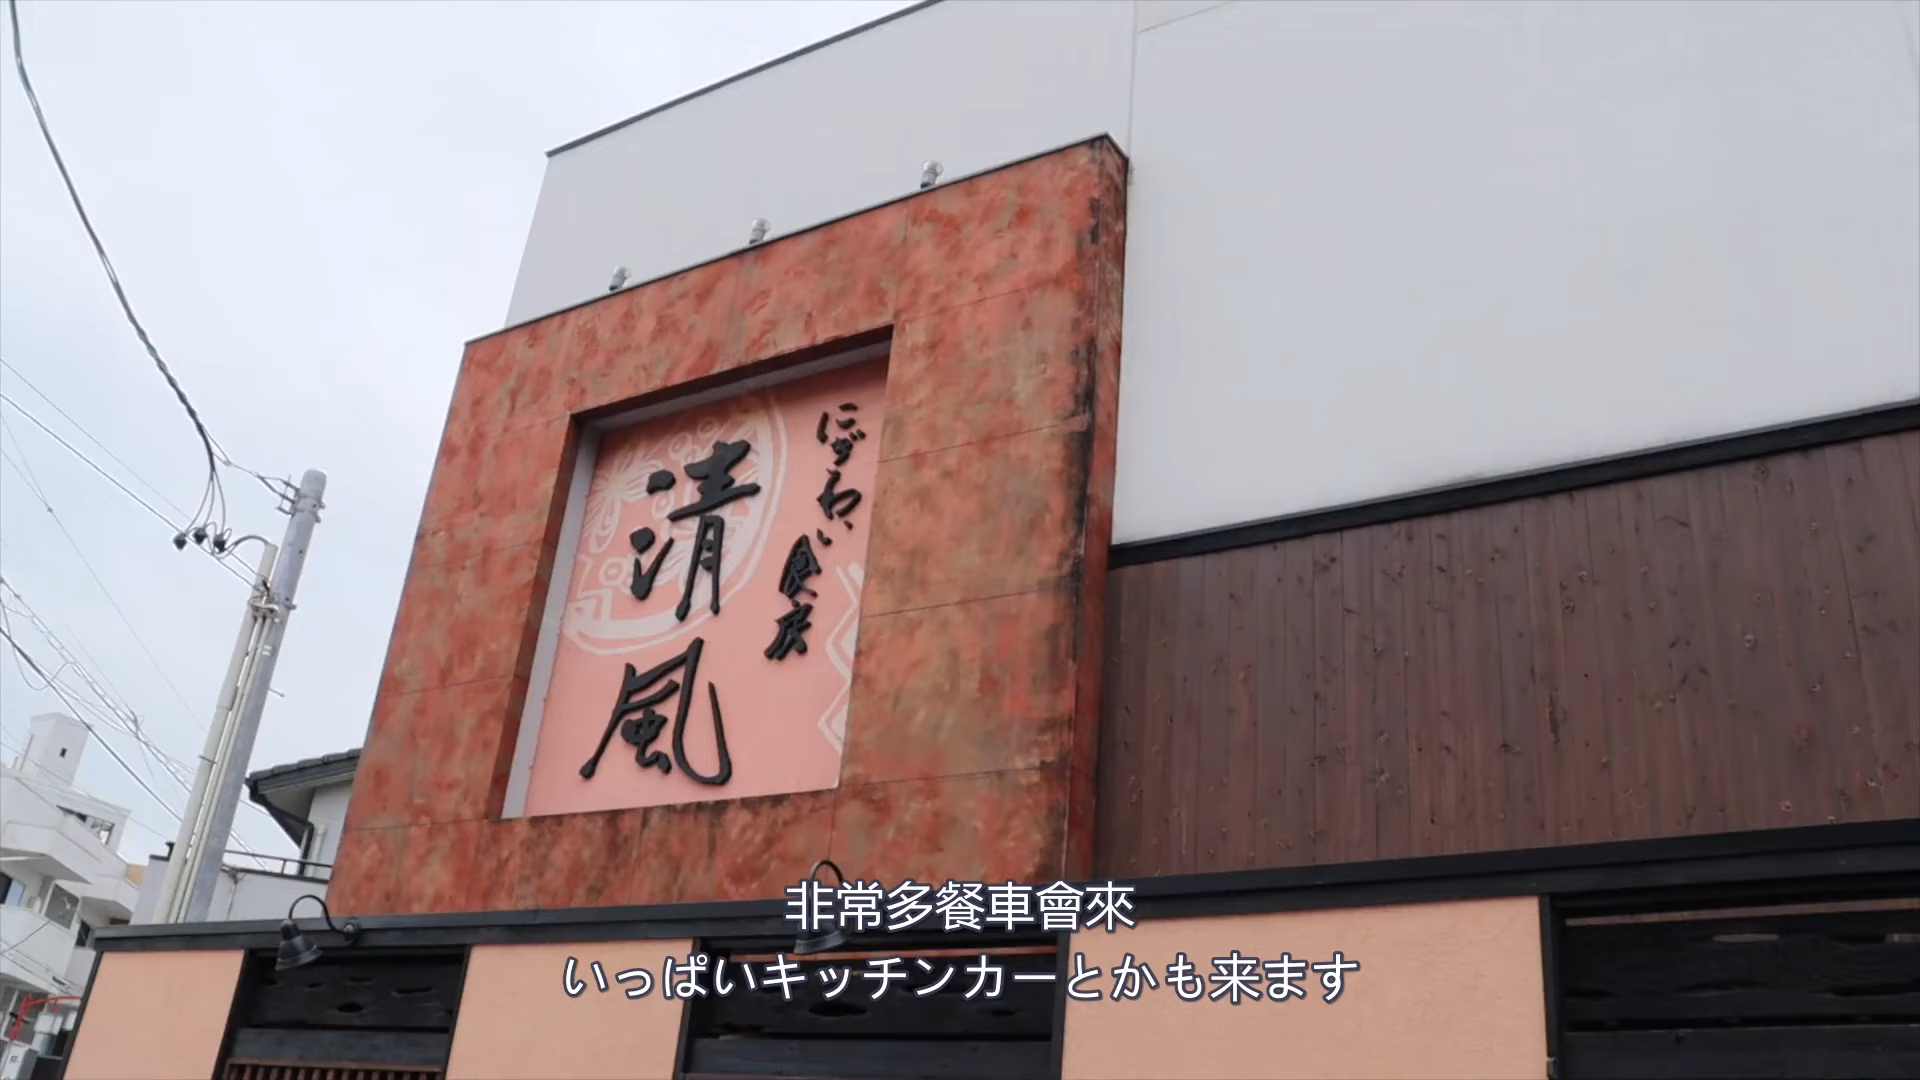 にぎわい食房
清風
非常多餐車會來
いっぱいキッチンカーとかも来ます